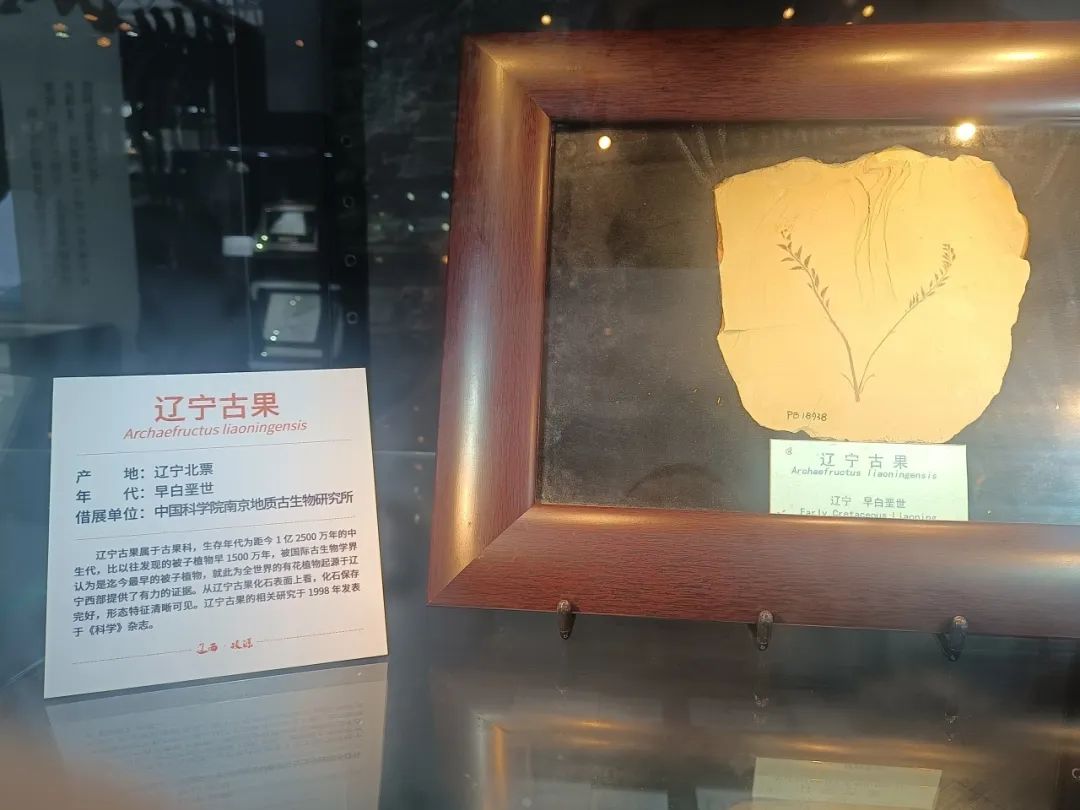 辽宁古果
Archaefructus liaoningensis
产 地：辽宁北票
年 代：早白垩世
借展单位：中国科学院南京地质古生物研究所
辽宁古果属于古果科，生存年代为距今 1 亿 2500 万年的中
生代，比以往发现的被子植物早 1500 万年，被国际古生物学界
认为是迄今最早的被子植物，就此为全世界的有花植物起源于辽
宁西部提供了有力的证据。从辽宁古果化石表面上看，化石保存
完好，形态特征清晰可见。辽宁古果的相关研究于 1998 年发表
于《科学》杂志。
PB18938
辽宁古果
Archaefructus liaoningensis
辽宁 早白垩世
Early Cretaceous Liaoning